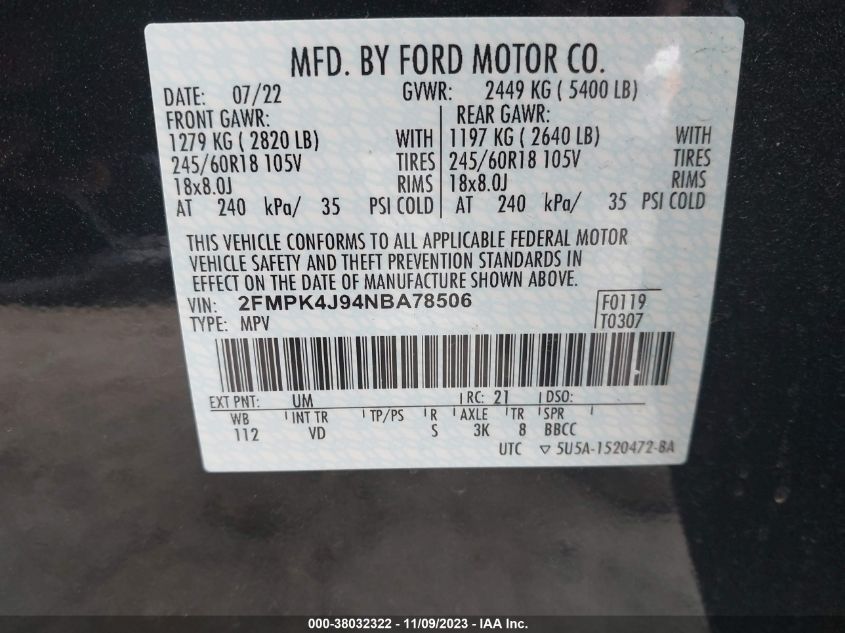 MFD. BY FORD MOTOR CO.
DATE: 07/22 GVWR: 2449 KG ( 5400 LB)
FRONT GAWR: REAR GAWR:
1279 KG ( 2820 LB) WITH 1197 KG ( 2640 LB) WITH
245/60R18 105V TIRES 245/60R18 105V TIRES
18x8.0J RIMS 18x8.0J RIMS
AT 240 kPa/ 35 PSI COLD AT 240 kPa/ 35 PSI COLD
THIS VEHICLE CONFORMS TO ALL APPLICABLE FEDERAL MOTOR
VEHICLE SAFETY AND THEFT PREVENTION STANDARDS IN
EFFECT ON THE DATE OF MANUFACTURE SHOWN ABOVE.
VIN: 2FMPK4J94NBA78506 F0119
TYPE: MPV T0307
EXT PNT: UM RC: 21 DSO:
WB INT TR TP/PS R AXLE TR SPR
112 VD S 3K 8 BBCC
UTC ▽ 5U5A-1520472-BA
000-38032322 - 11/09/2023 - IAA Inc.